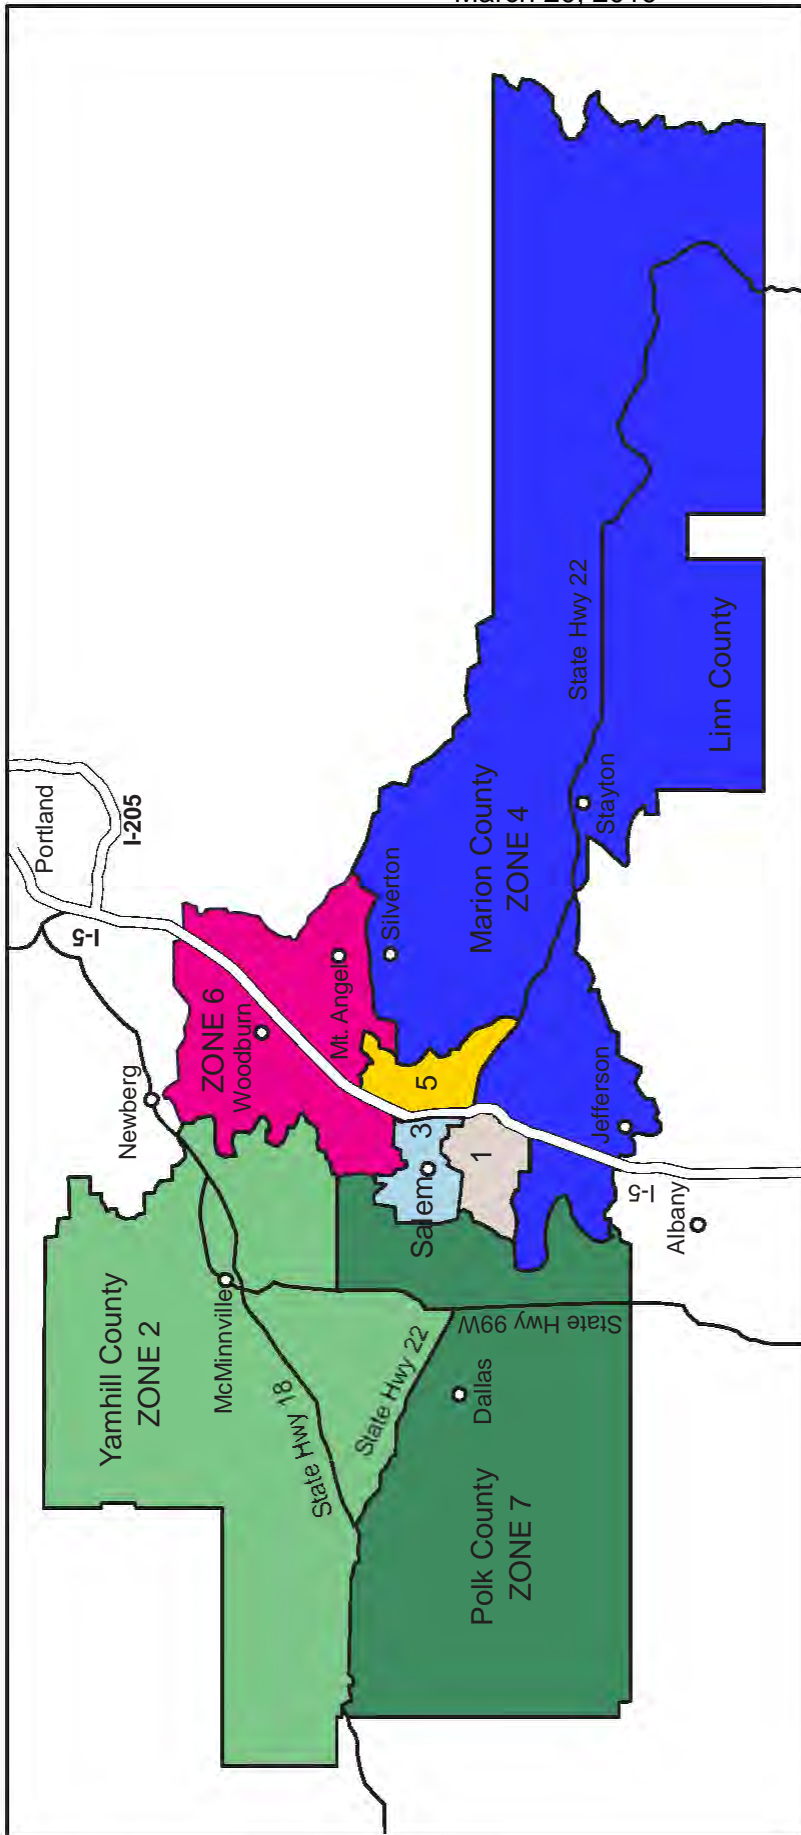 Portland
I-205
I-5
Newberg
ZONE 6
Woodburn
Mt. Angel
Silverton
Yamhill County
ZONE 2
McMinnville
State Hwy 18
State Hwy 22
Salem
3
5
1
Marion County
ZONE 4
State Hwy 22
Stayton
Linn County
Jefferson
I-5
Albany
State Hwy 99W
Dallas
Polk County
ZONE 7